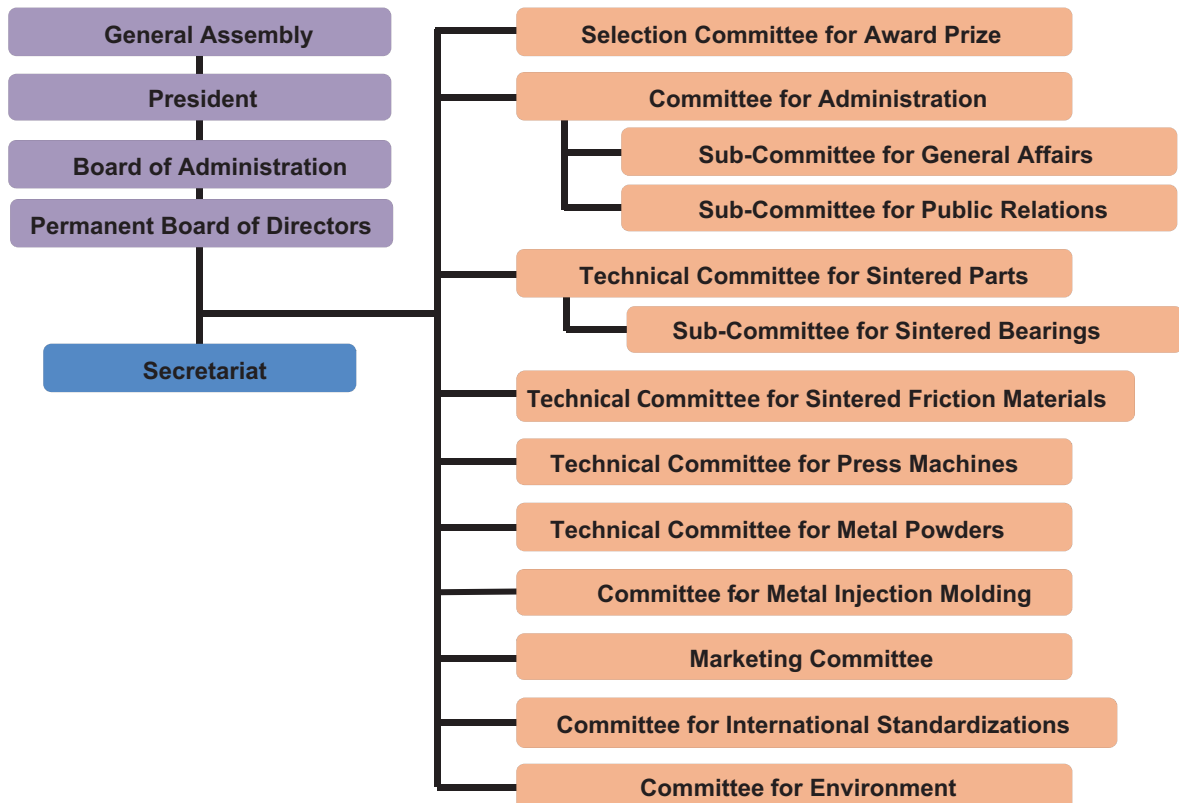 General Assembly
President
Board of Administration
Permanent Board of Directors
Secretariat
Selection Committee for Award Prize
Committee for Administration
Sub-Committee for General Affairs
Sub-Committee for Public Relations
Technical Committee for Sintered Parts
Sub-Committee for Sintered Bearings
Technical Committee for Sintered Friction Materials
Technical Committee for Press Machines
Technical Committee for Metal Powders
Committee for Metal Injection Molding
Marketing Committee
Committee for International Standardizations
Committee for Environment